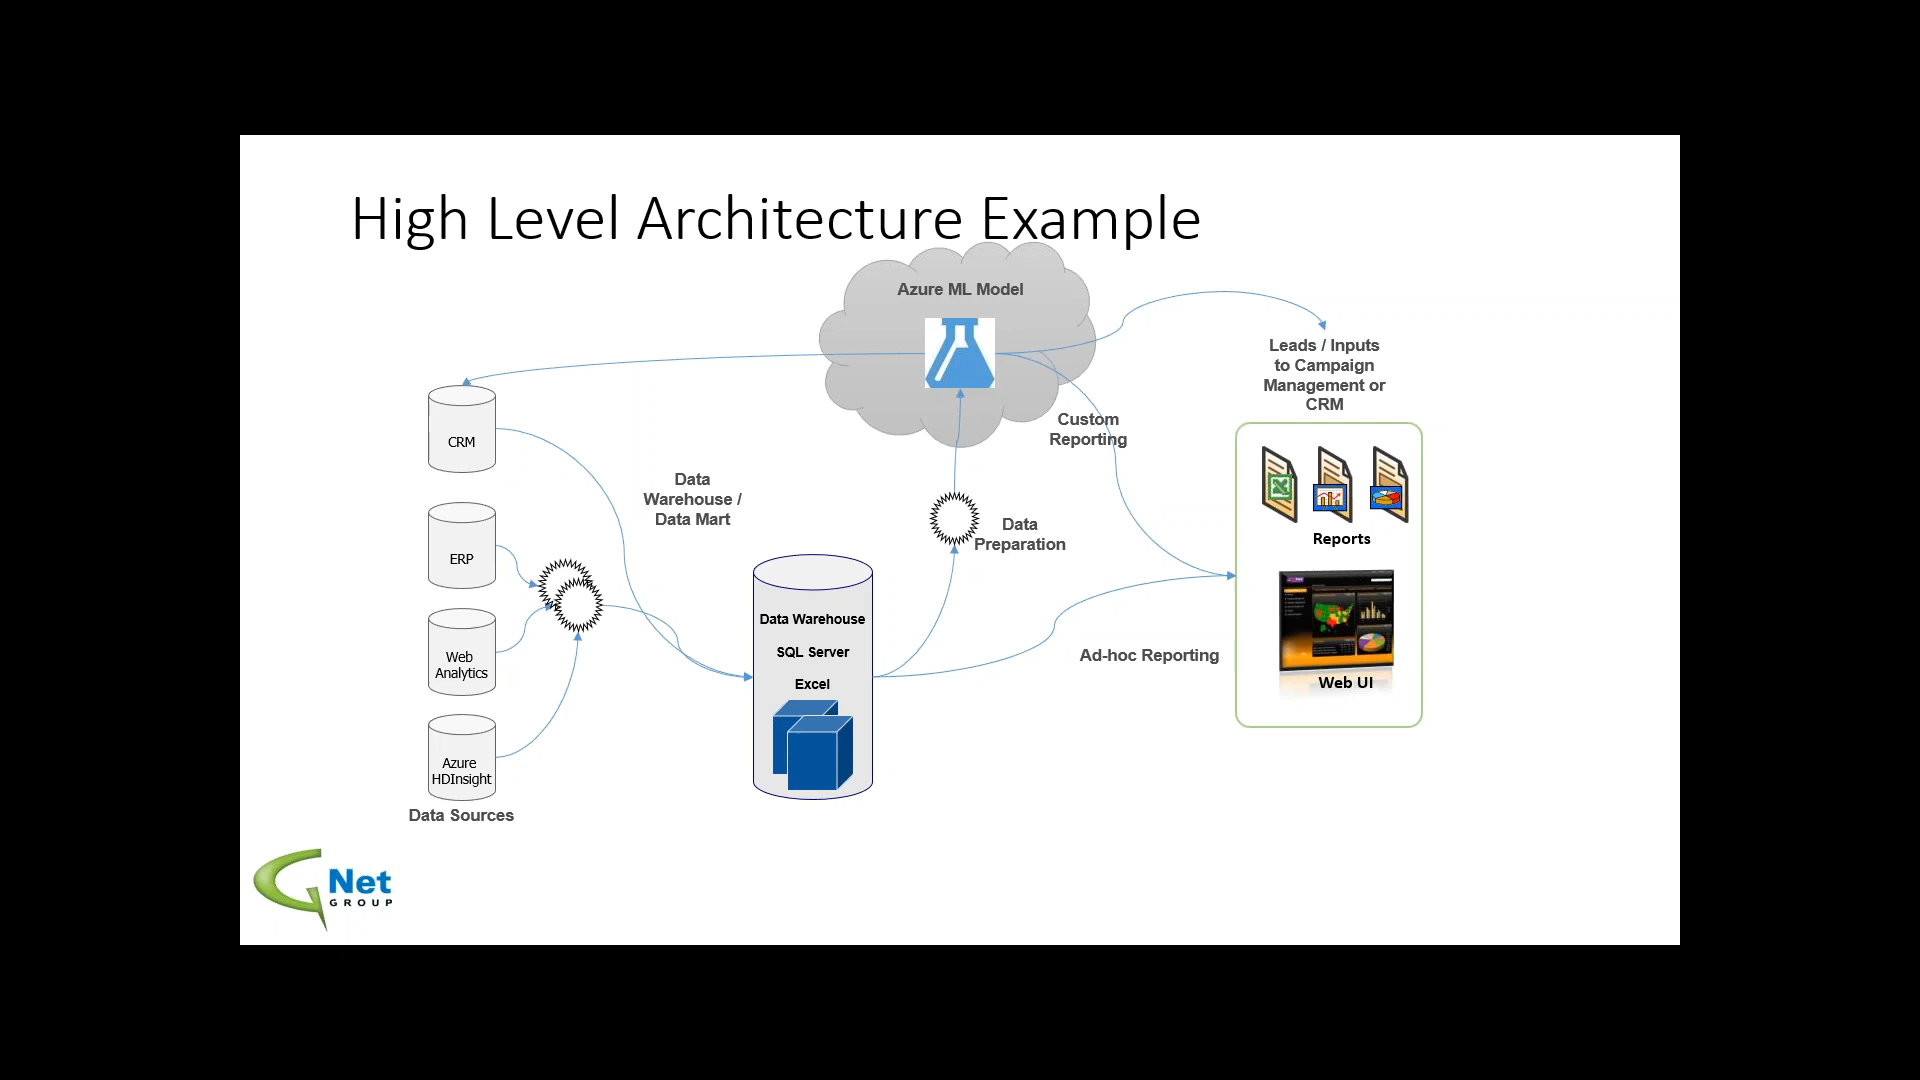 High Level Architecture Example
Azure ML Model
Leads / Inputs
to Campaign
Management or
CRM
Custom
Reporting
CRM
Data
Warehouse /
Data Mart
ERP
Data
Preparation
Reports
Web
Analytics
Data Warehouse
SQL Server
Excel
Ad-hoc Reporting
Web UI
Azure
HDInsight
Data Sources
Net
GROUP